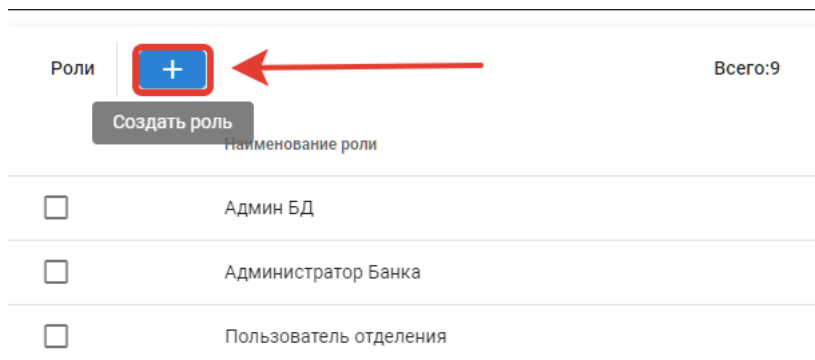 Роли + Всего:9
Создать роль
Наименование роли
Админ БД
Администратор Банка
Пользователь отделения